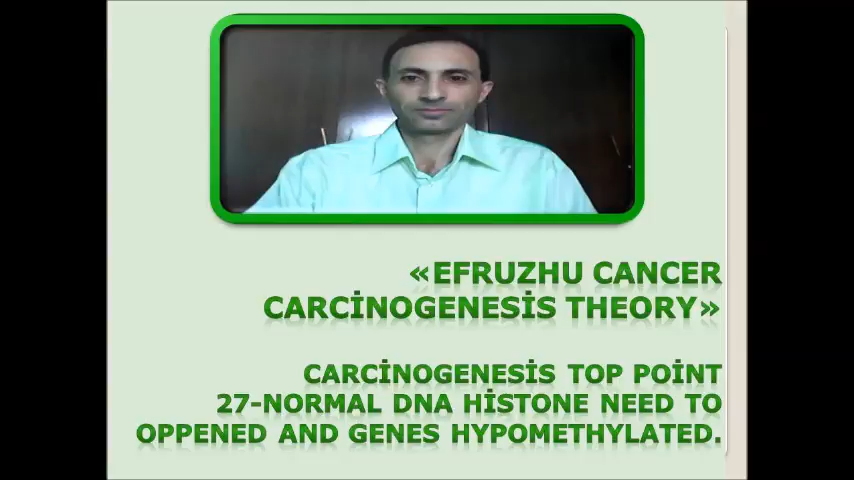 «EFRUZHU CANCER
CARCİNOGENESİS THEORY»
CARCİNOGENESİS TOP POİNT
27-NORMAL DNA HİSTONE NEED TO
OPPENED AND GENES HYPOMETHYLATED.